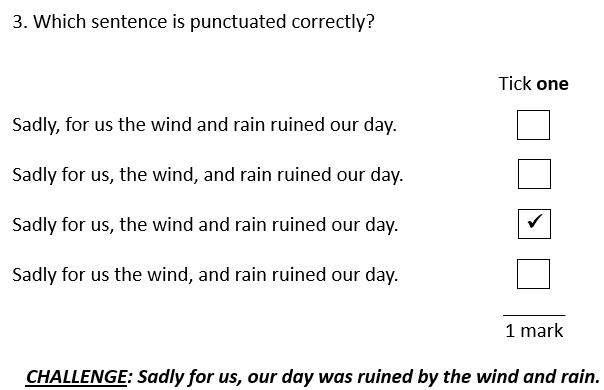 3. Which sentence is punctuated correctly?
Tick one
Sadly, for us the wind and rain ruined our day.
Sadly for us, the wind, and rain ruined our day.
Sadly for us, the wind and rain ruined our day. ✓
Sadly for us the wind, and rain ruined our day.
1 mark
CHALLENGE: Sadly for us, our day was ruined by the wind and rain.